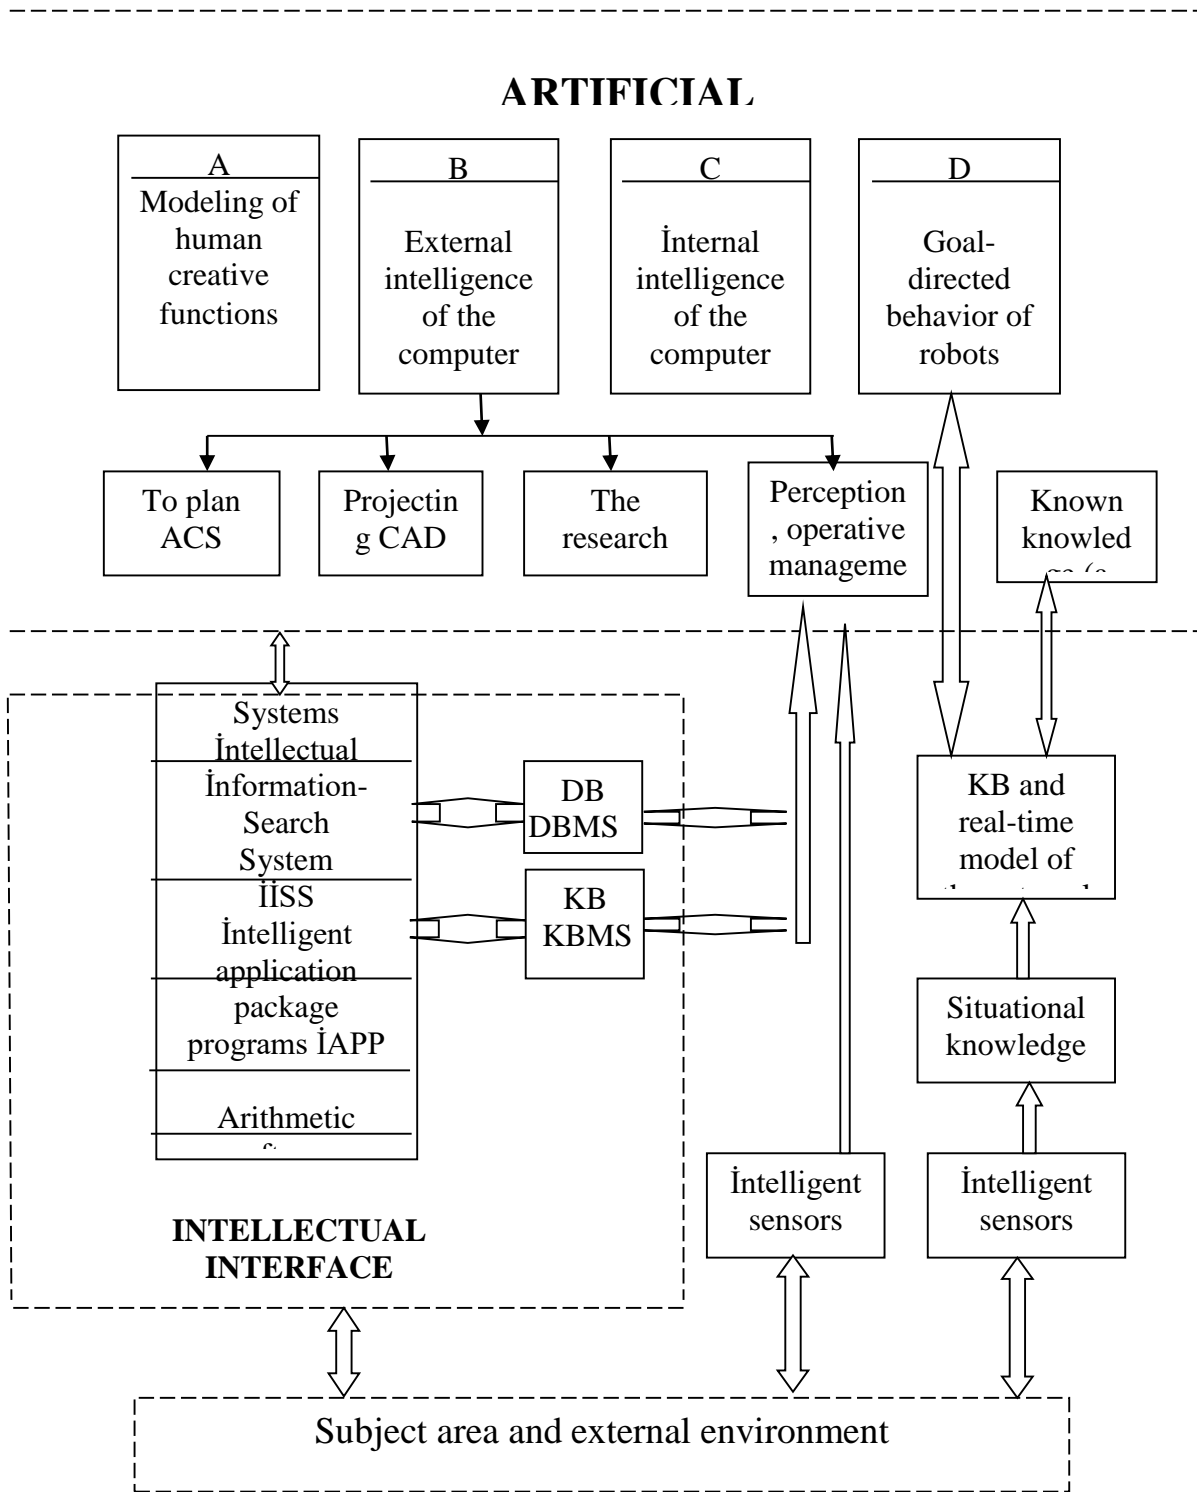 ARTIFICIAL
A
Modeling of
human
creative
functions
B
External
intelligence
of the
computer
C
İnternal
intelligence
of the
computer
D
Goal-
directed
behavior of
robots
To plan
ACS
Projectin
g CAD
The
research
Perception
, operative
manageme
Known
knowled
Systems
İntellectual
İnformation-
Search
System
İİSS
İntelligent
application
package
programs İAPP
Arithmetic
DB
DBMS
KB
KBMS
KB and
real-time
model of
Situational
knowledge
İntelligent
sensors
İntelligent
sensors
INTELLECTUAL
INTERFACE
Subject area and external environment